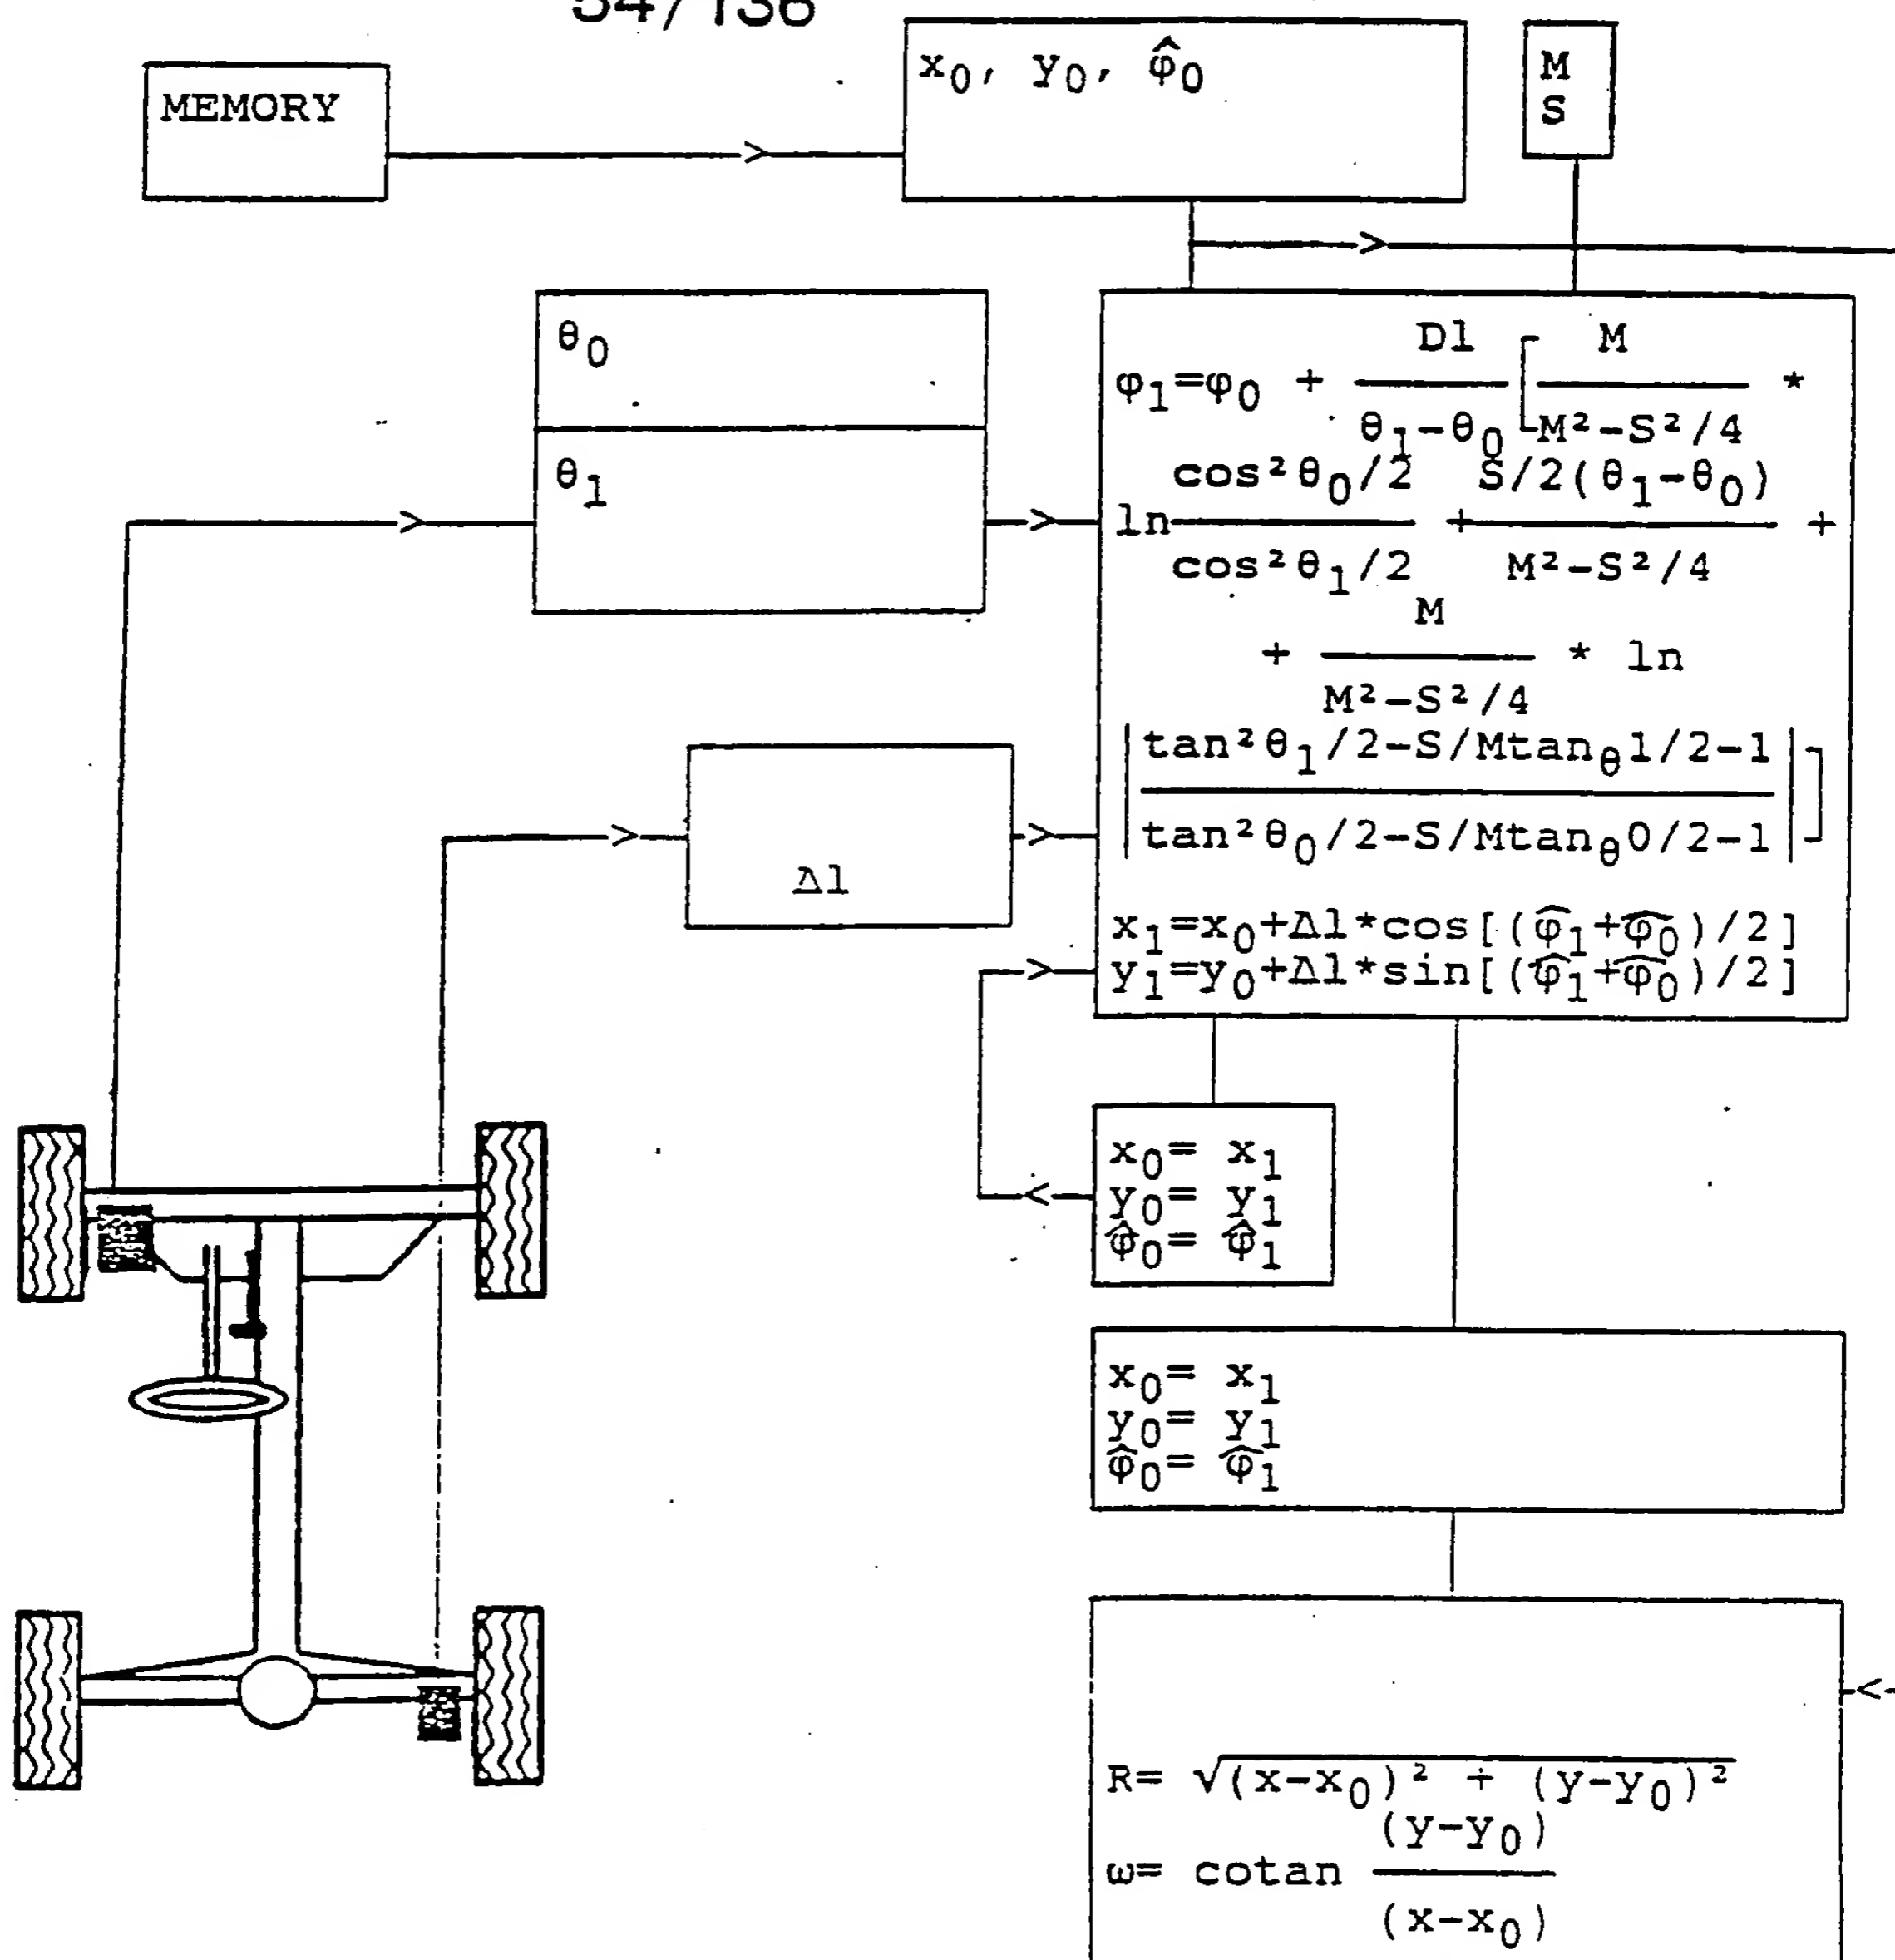 54/136
MEMORY
x₀, y₀, φ̂₀
M
S
θ₀
θ₁
Δl
Dl M
φ₁=φ₀ + ———— [———— *
θ₁-θ₀ M²-S²/4
cos²θ₀/2 S/2(θ₁-θ₀)
ln———— +———— +
cos²θ₁/2 M²-S²/4
M
+ ———— * ln
M²-S²/4
|tan²θ₁/2-S/Mtanθ1/2-1|]
|tan²θ₀/2-S/Mtanθ0/2-1|
x₁=x₀+Δl*cos[(φ̂₁+φ̂₀)/2]
y₁=y₀+Δl*sin[(φ̂₁+φ̂₀)/2]
x₀= x₁
y₀= y₁
φ̂₀= φ̂₁
x₀= x₁
y₀= y₁
φ̂₀= φ̂₁
R= √(x-x₀)² + (y-y₀)²
(y-y₀)
ω= cotan ————
(x-x₀)